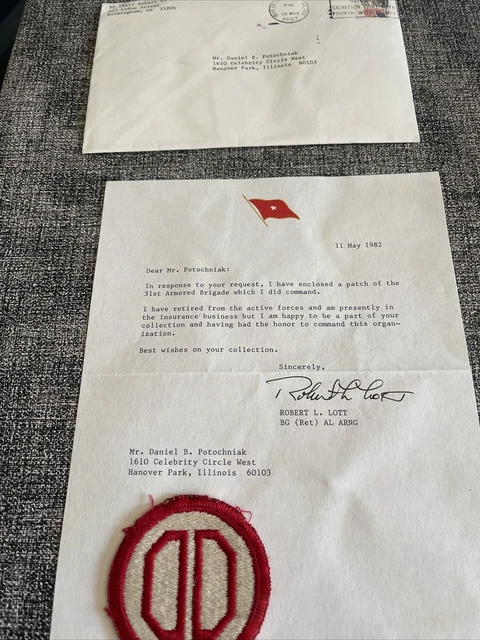 Birmingham, AL
Mr. Daniel B. Potochniak
1610 Celebrity Circle West
Hanover Park, Illinois 60103
11 May 1982
Dear Mr. Potochniak:
In response to your request, I have enclosed a patch of the
31st Armored Brigade which I did command.
I have retired from the active forces and am presently in
the insurance business but I am happy to be a part of your
collection and having had the honor to command this organ-
ization.
Best wishes on your collection.
Sincerely,
Robert L. Lott
ROBERT L. LOTT
BG (Ret) AL ARNG
Mr. Daniel B. Potochniak
1610 Celebrity Circle West
Hanover Park, Illinois 60103